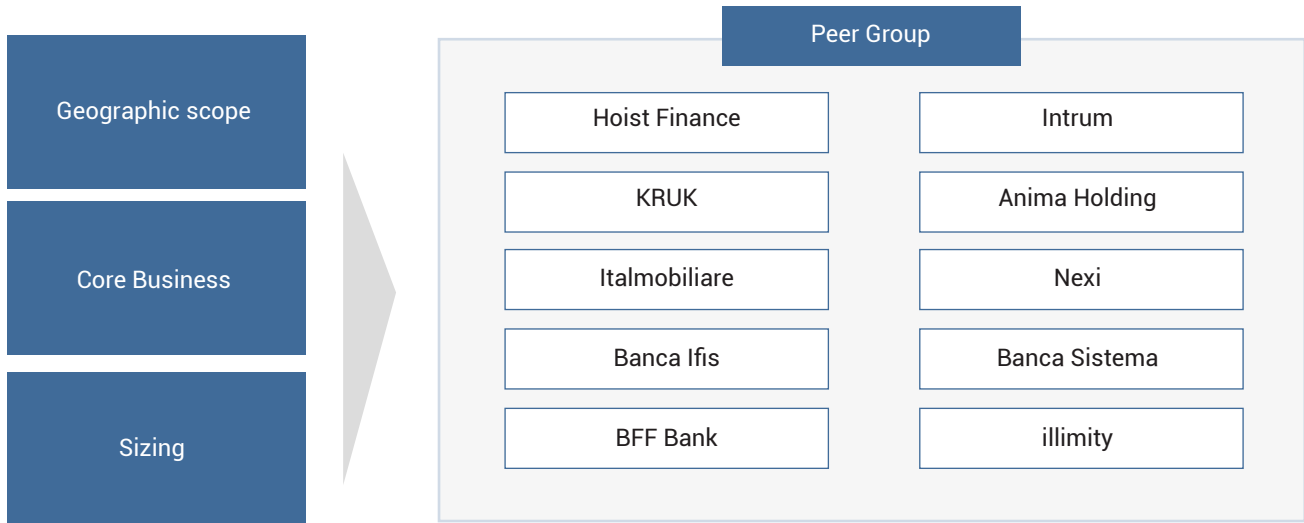 Geographic scope
Core Business
Sizing
Peer Group
Hoist Finance
Intrum
KRUK
Anima Holding
Italmobiliare
Nexi
Banca Ifis
Banca Sistema
BFF Bank
illimity